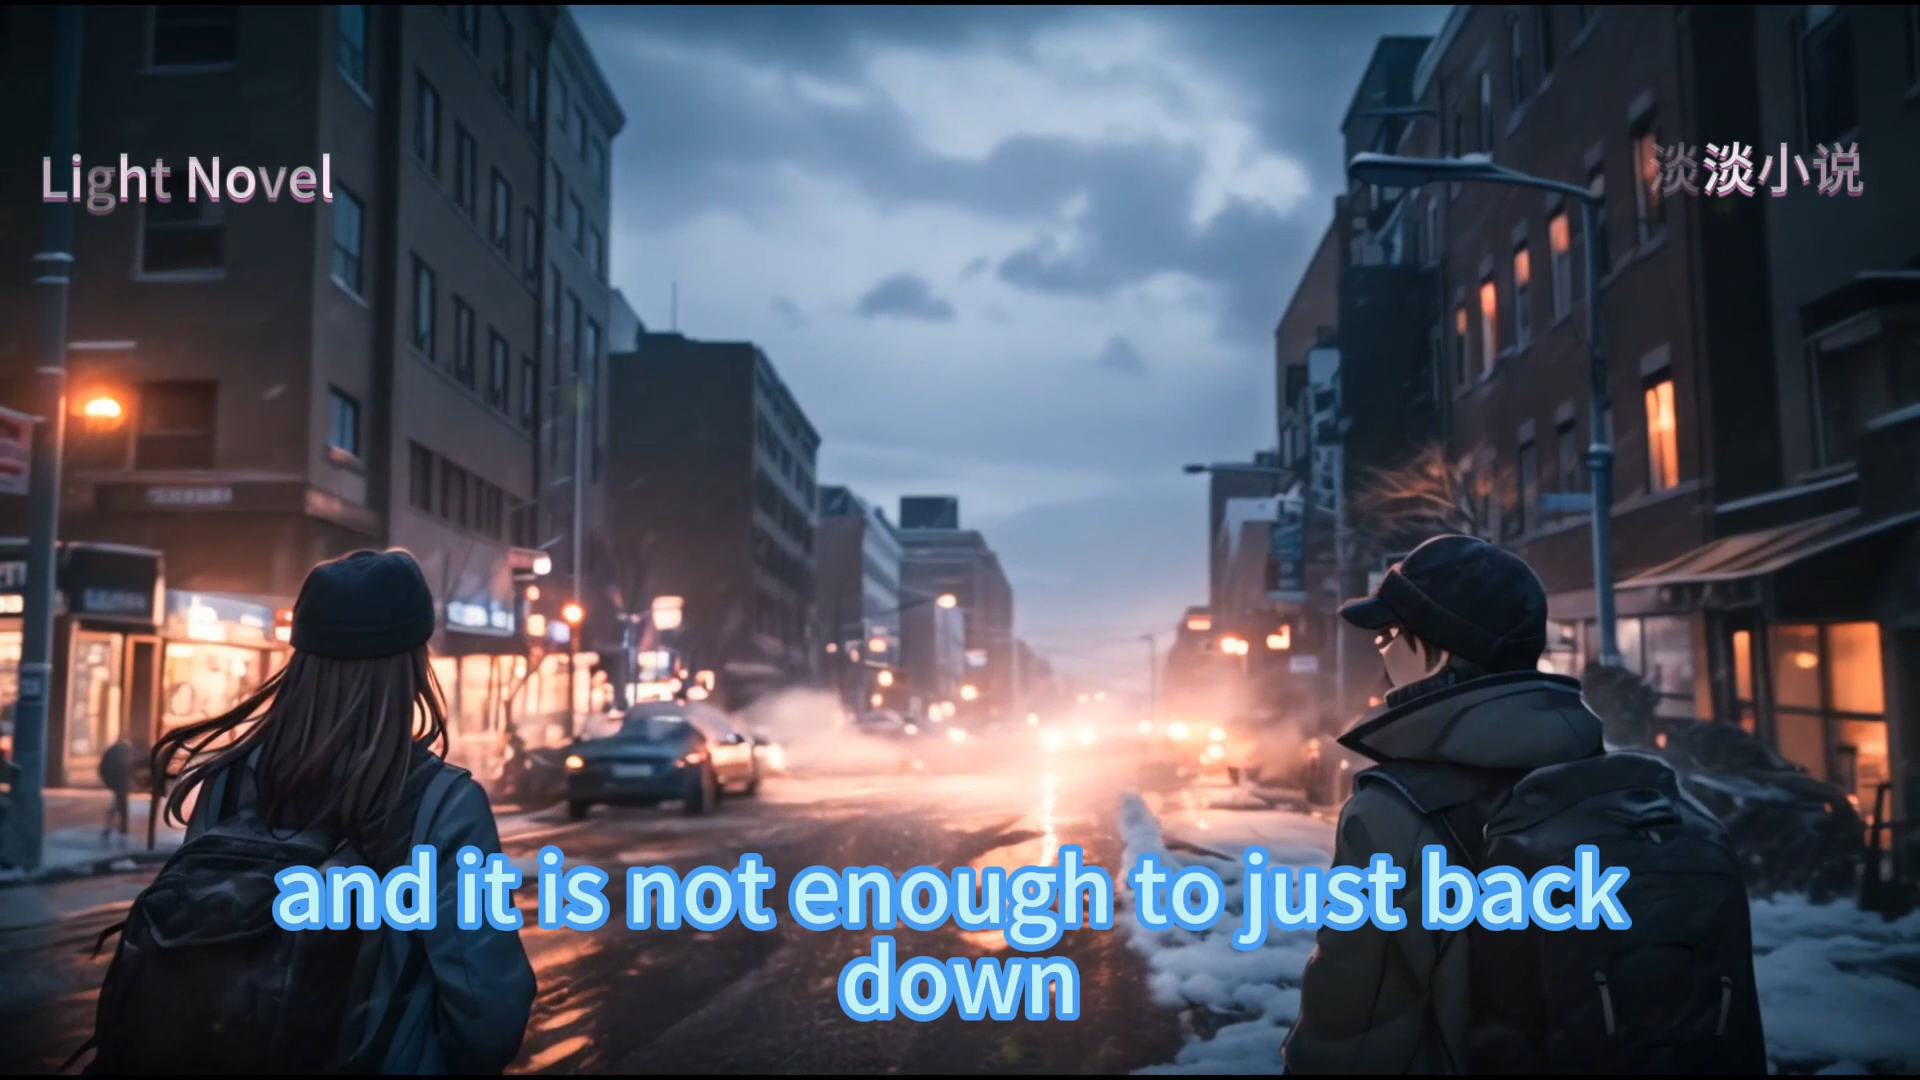 Light Novel
淡淡小说
and it is not enough to just back
down